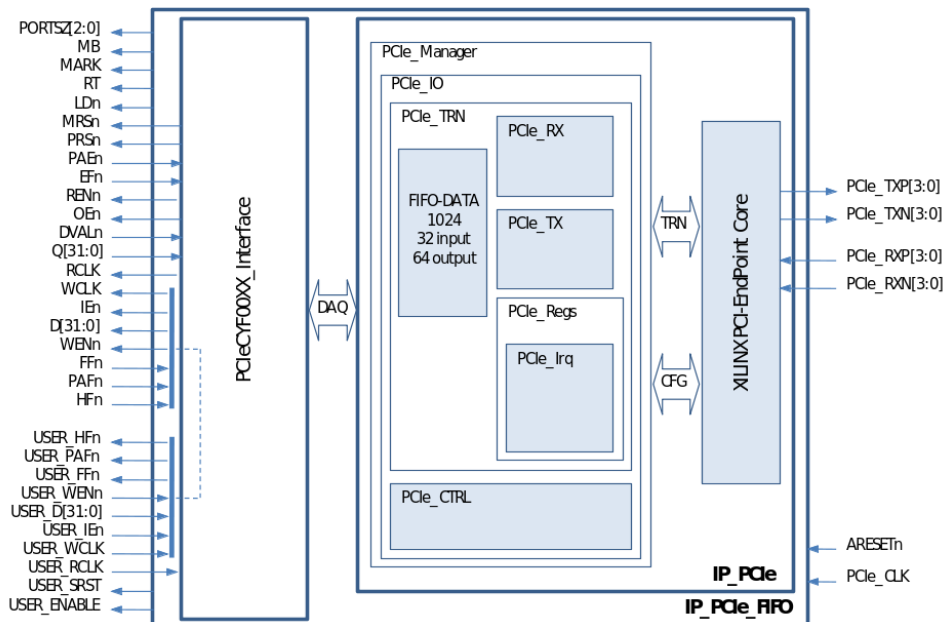 PORTSZ[2:0]
MB
MARK
RT
LDn
MRSn
PRSn
PAEn
EFn
RENn
OEn
DVALn
Q[31:0]
RCLK
WCLK
IEn
D[31:0]
WENn
FFn
PAFn
HFn
USER_HFn
USER_PAFn
USER_FFn
USER_WENn
USER_D[31:0]
USER_IEn
USER_WCLK
USER_RCLK
USER_SRST
USER_ENABLE
PCIeCYF00XX_Interface
DAQ
PCIe_Manager
PCIe_IO
PCIe_TRN
FIFO-DATA
1024
32 input
64 output
PCIe_RX
PCIe_TX
PCIe_Regs
PCIe_Irq
PCIe_CTRL
TRN
CFG
XILINX PCI-EndPoint Core
PCIe_TXP[3:0]
PCIe_TXN[3:0]
PCIe_RXP[3:0]
PCIe_RXN[3:0]
ARESETn
PCIe_CLK
IP_PCIe
IP_PCIe_FIFO